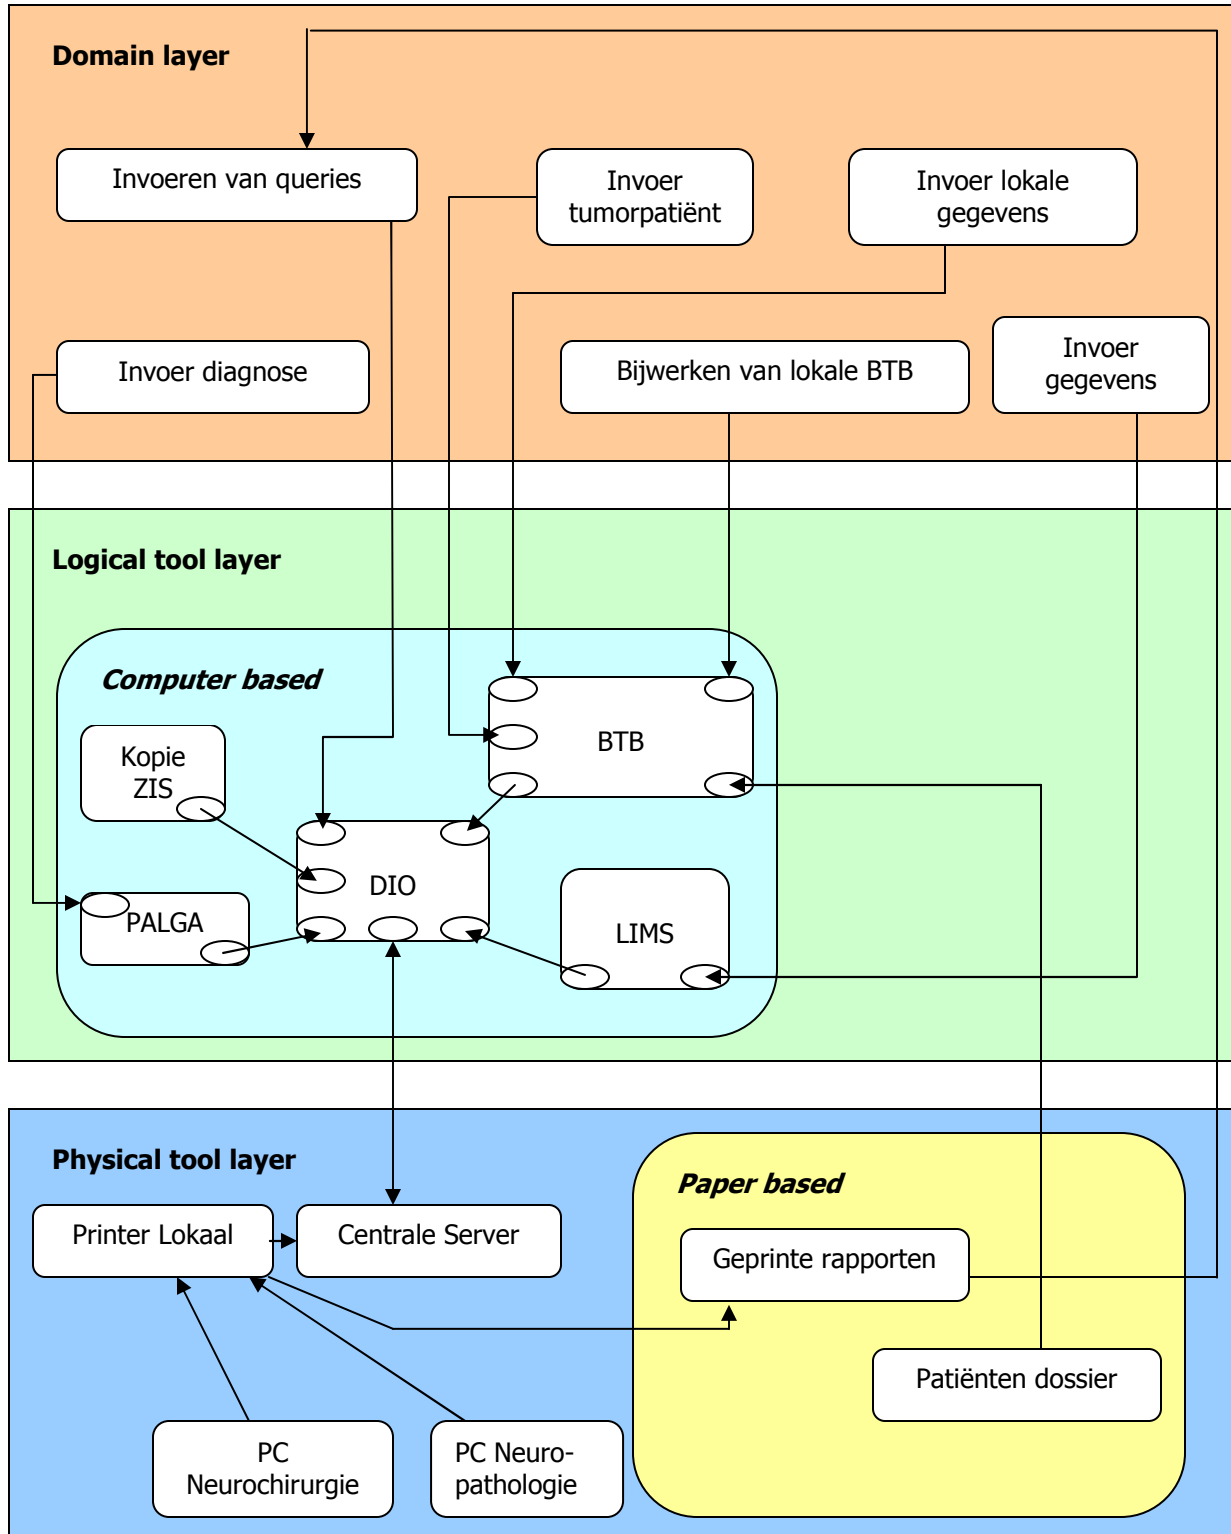 Domain layer
Invoeren van queries
Invoer
tumorpatiënt
Invoer lokale
gegevens
Invoer diagnose
Bijwerken van lokale BTB
Invoer
gegevens
Logical tool layer
Computer based
Kopie
ZIS
BTB
DIO
PALGA
LIMS
Physical tool layer
Paper based
Printer Lokaal
Centrale Server
Geprinte rapporten
Patiënten dossier
PC
Neurochirurgie
PC Neuro-
pathologie